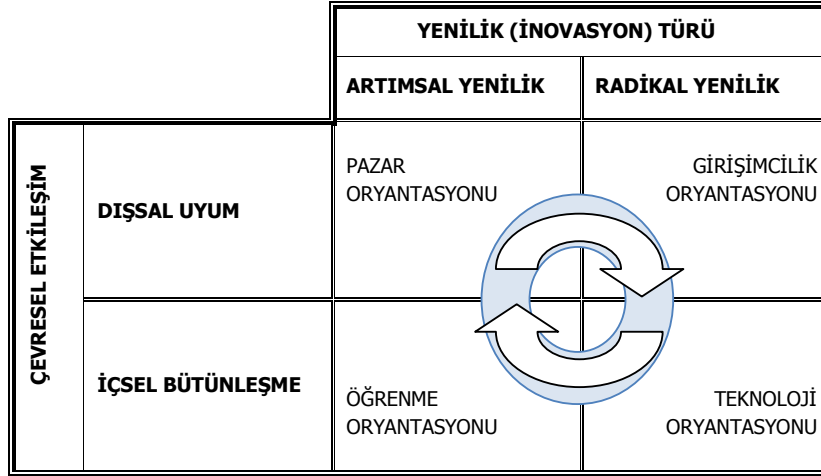 YENİLİK (İNOVASYON) TÜRÜ
ARTIMSAL YENİLİK
RADİKAL YENİLİK
ÇEVRESEL ETKİLEŞİM
DIŞSAL UYUM
PAZAR
ORYANTASYONU
GİRİŞİMCİLİK
ORYANTASYONU
İÇSEL BÜTÜNLEŞME
ÖĞRENME
ORYANTASYONU
TEKNOLOJİ
ORYANTASYONU